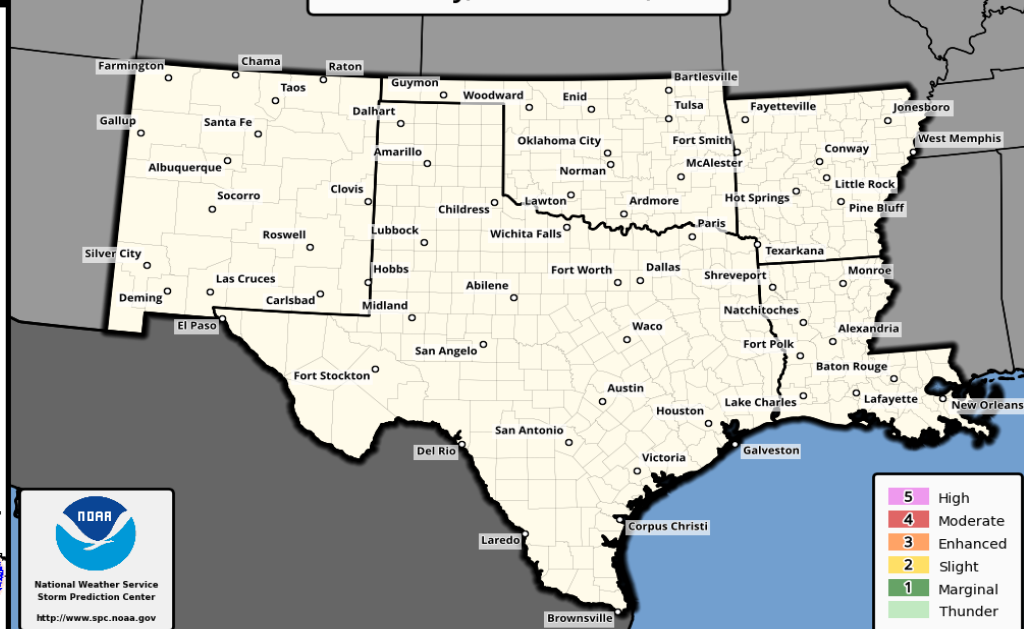 Farmington
Chama
Raton
Guymon
Bartlesville
Taos
Woodward
Enid
Tulsa
Fayetteville
Jonesboro
Gallup
Santa Fe
Dalhart
Oklahoma City
Fort Smith
West Memphis
Albuquerque
Amarillo
Norman
McAlester
Conway
Socorro
Clovis
Childress
Lawton
Ardmore
Hot Springs
Little Rock
Pine Bluff
Roswell
Lubbock
Wichita Falls
Paris
Texarkana
Silver City
Las Cruces
Hobbs
Fort Worth
Dallas
Shreveport
Monroe
Deming
Carlsbad
Midland
Abilene
Natchitoches
El Paso
San Angelo
Waco
Fort Polk
Alexandria
Fort Stockton
Austin
Baton Rouge
Houston
Lake Charles
Lafayette
New Orleans
Del Rio
San Antonio
Galveston
Victoria
Laredo
Corpus Christi
Brownsville
NOAA
National Weather Service
Storm Prediction Center
http://www.spc.noaa.gov
5 High
4 Moderate
3 Enhanced
2 Slight
1 Marginal
Thunder